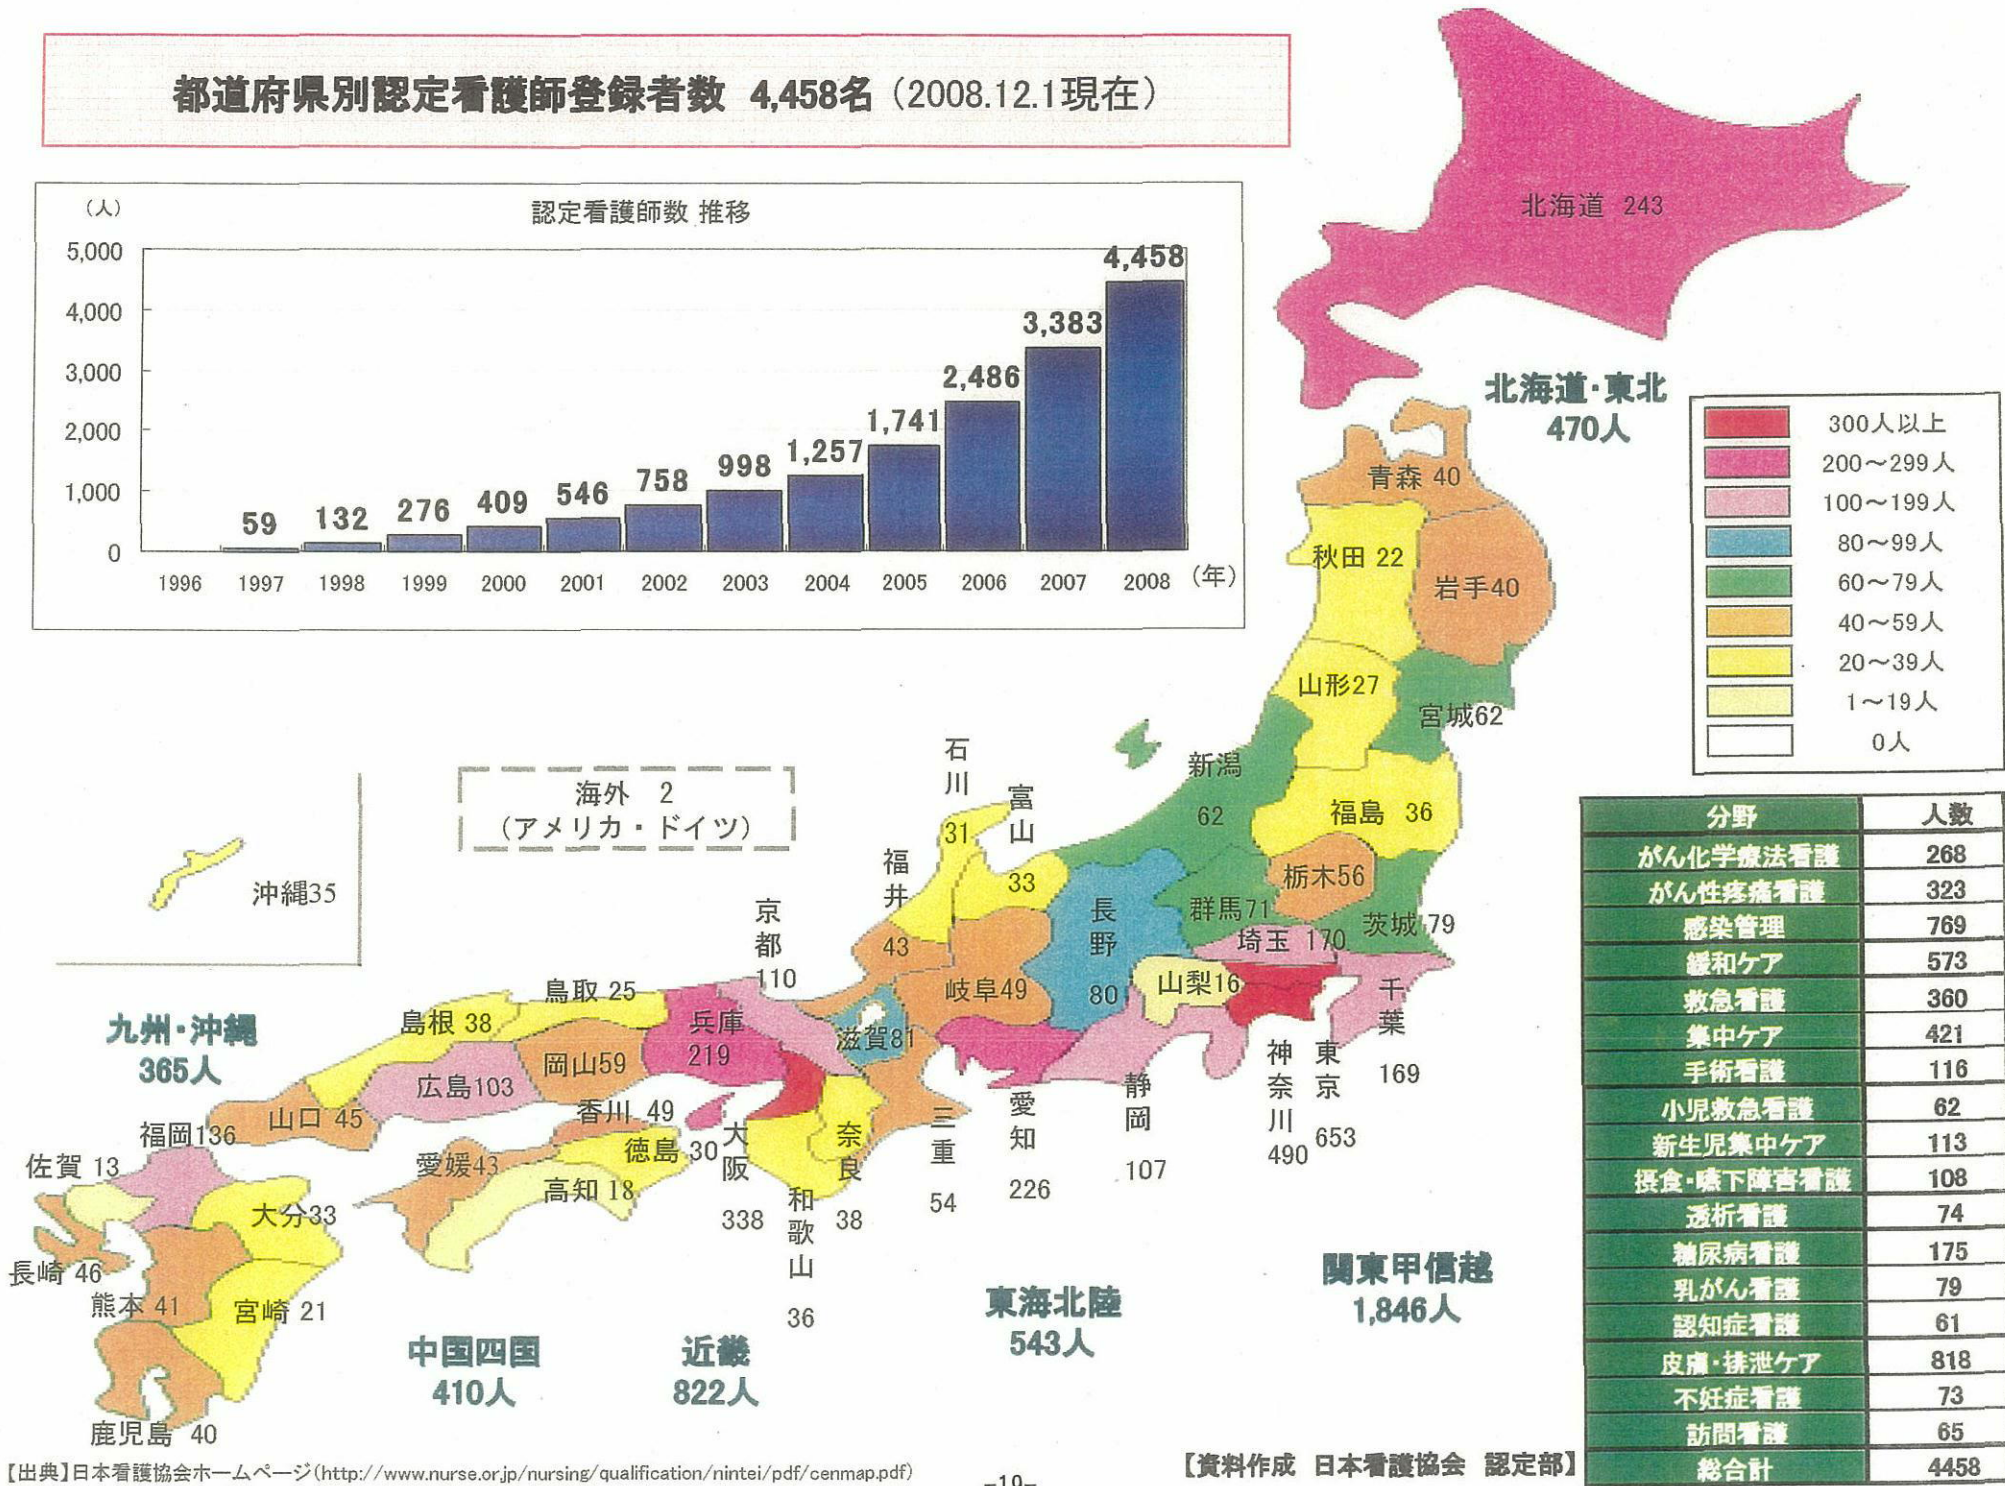 都道府県別認定看護師登録者数 4,458名（2008.12.1現在）
（人）
認定看護師数 推移
5,000
4,000
3,000
2,000
1,000
0
59
132
276
409
546
758
998
1,257
1,741
2,486
3,383
4,458
1996 1997 1998 1999 2000 2001 2002 2003 2004 2005 2006 2007 2008 （年）
北海道 243
北海道・東北
470人
300人以上
200～299人
100～199人
80～99人
60～79人
40～59人
20～39人
1～19人
0人
青森 40
秋田 22
岩手40
山形27
宮城62
福島 36
新潟
62
栃木56
群馬71
茨城 79
埼玉 170
千葉
169
東京
653
神奈川
490
山梨16
長野
80
静岡
107
関東甲信越
1,846人
石川
31
富山
33
福井
43
岐阜49
愛知
226
三重
54
東海北陸
543人
海外 2
（アメリカ・ドイツ）
京都
110
滋賀81
兵庫
219
大阪
338
奈良
38
和歌山
36
近畿
822人
鳥取 25
島根 38
岡山59
広島103
山口 45
香川 49
徳島 30
愛媛43
高知 18
中国四国
410人
沖縄35
九州・沖縄
365人
福岡136
佐賀 13
大分33
長崎 46
熊本 41
宮崎 21
鹿児島 40
分野 人数
がん化学療法看護 268
がん性疼痛看護 323
感染管理 769
緩和ケア 573
救急看護 360
集中ケア 421
手術看護 116
小児救急看護 62
新生児集中ケア 113
摂食・嚥下障害看護 108
透析看護 74
糖尿病看護 175
乳がん看護 79
認知症看護 61
皮膚・排泄ケア 818
不妊症看護 73
訪問看護 65
総合計 4458
【出典】日本看護協会ホームページ（http://www.nurse.or.jp/nursing/qualification/nintei/pdf/cenmap.pdf）
【資料作成 日本看護協会 認定部】